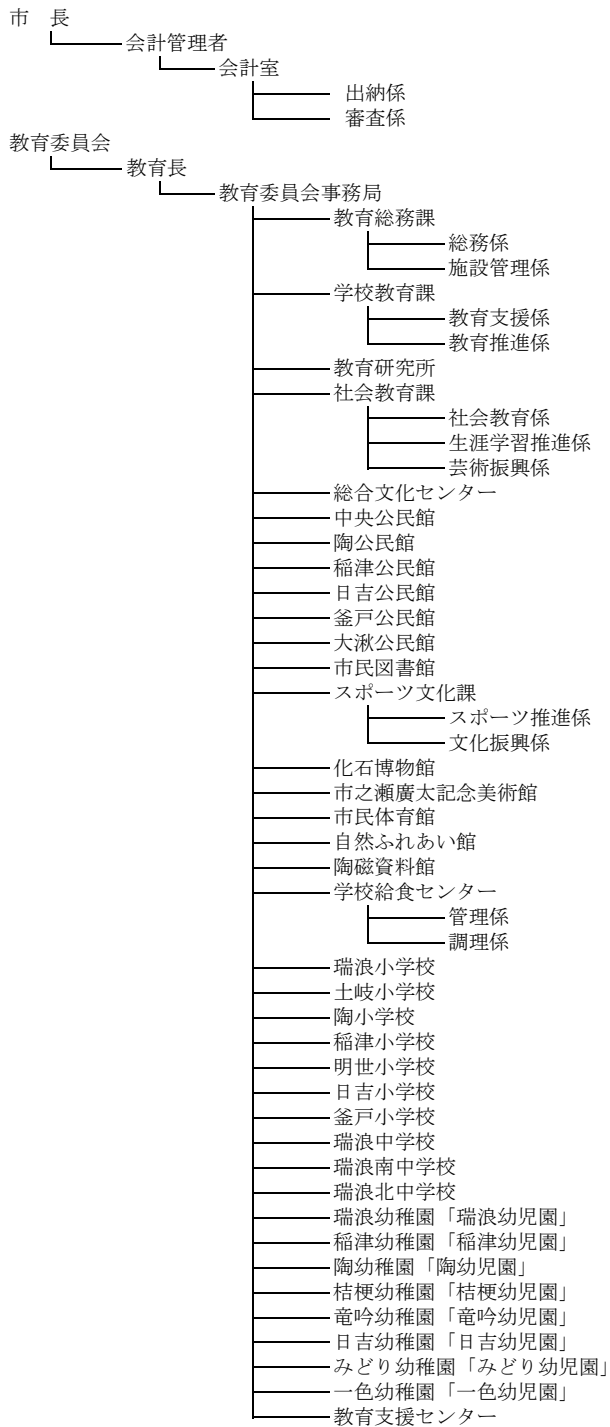 市　長
会計管理者
会計室
出納係
審査係
教育委員会
教育長
教育委員会事務局
教育総務課
総務係
施設管理係
学校教育課
教育支援係
教育推進係
教育研究所
社会教育課
社会教育係
生涯学習推進係
芸術振興係
総合文化センター
中央公民館
陶公民館
稲津公民館
日吉公民館
釜戸公民館
大湫公民館
市民図書館
スポーツ文化課
スポーツ推進係
文化振興係
化石博物館
市之瀬廣太記念美術館
市民体育館
自然ふれあい館
陶磁資料館
学校給食センター
管理係
調理係
瑞浪小学校
土岐小学校
陶小学校
稲津小学校
明世小学校
日吉小学校
釜戸小学校
瑞浪中学校
瑞浪南中学校
瑞浪北中学校
瑞浪幼稚園「瑞浪幼児園」
稲津幼稚園「稲津幼児園」
陶幼稚園「陶幼児園」
桔梗幼稚園「桔梗幼児園」
竜吟幼稚園「竜吟幼児園」
日吉幼稚園「日吉幼児園」
みどり幼稚園「みどり幼児園」
一色幼稚園「一色幼児園」
教育支援センター